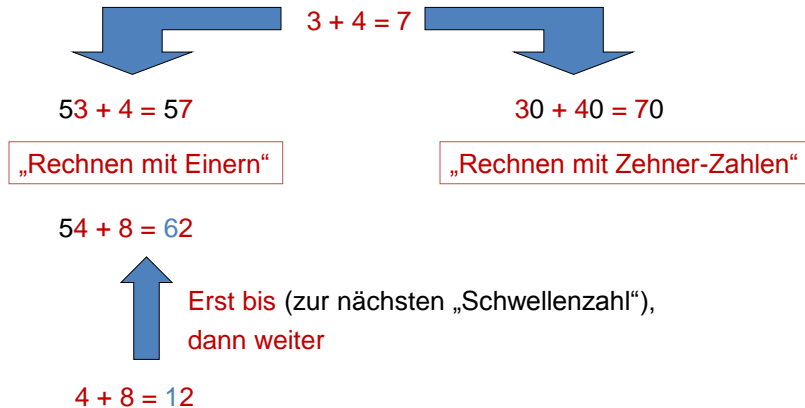 3 + 4 = 7
53 + 4 = 57
30 + 40 = 70
„Rechnen mit Einern“
„Rechnen mit Zehner-Zahlen“
54 + 8 = 62
Erst bis (zur nächsten „Schwellenzahl“),
dann weiter
4 + 8 = 12